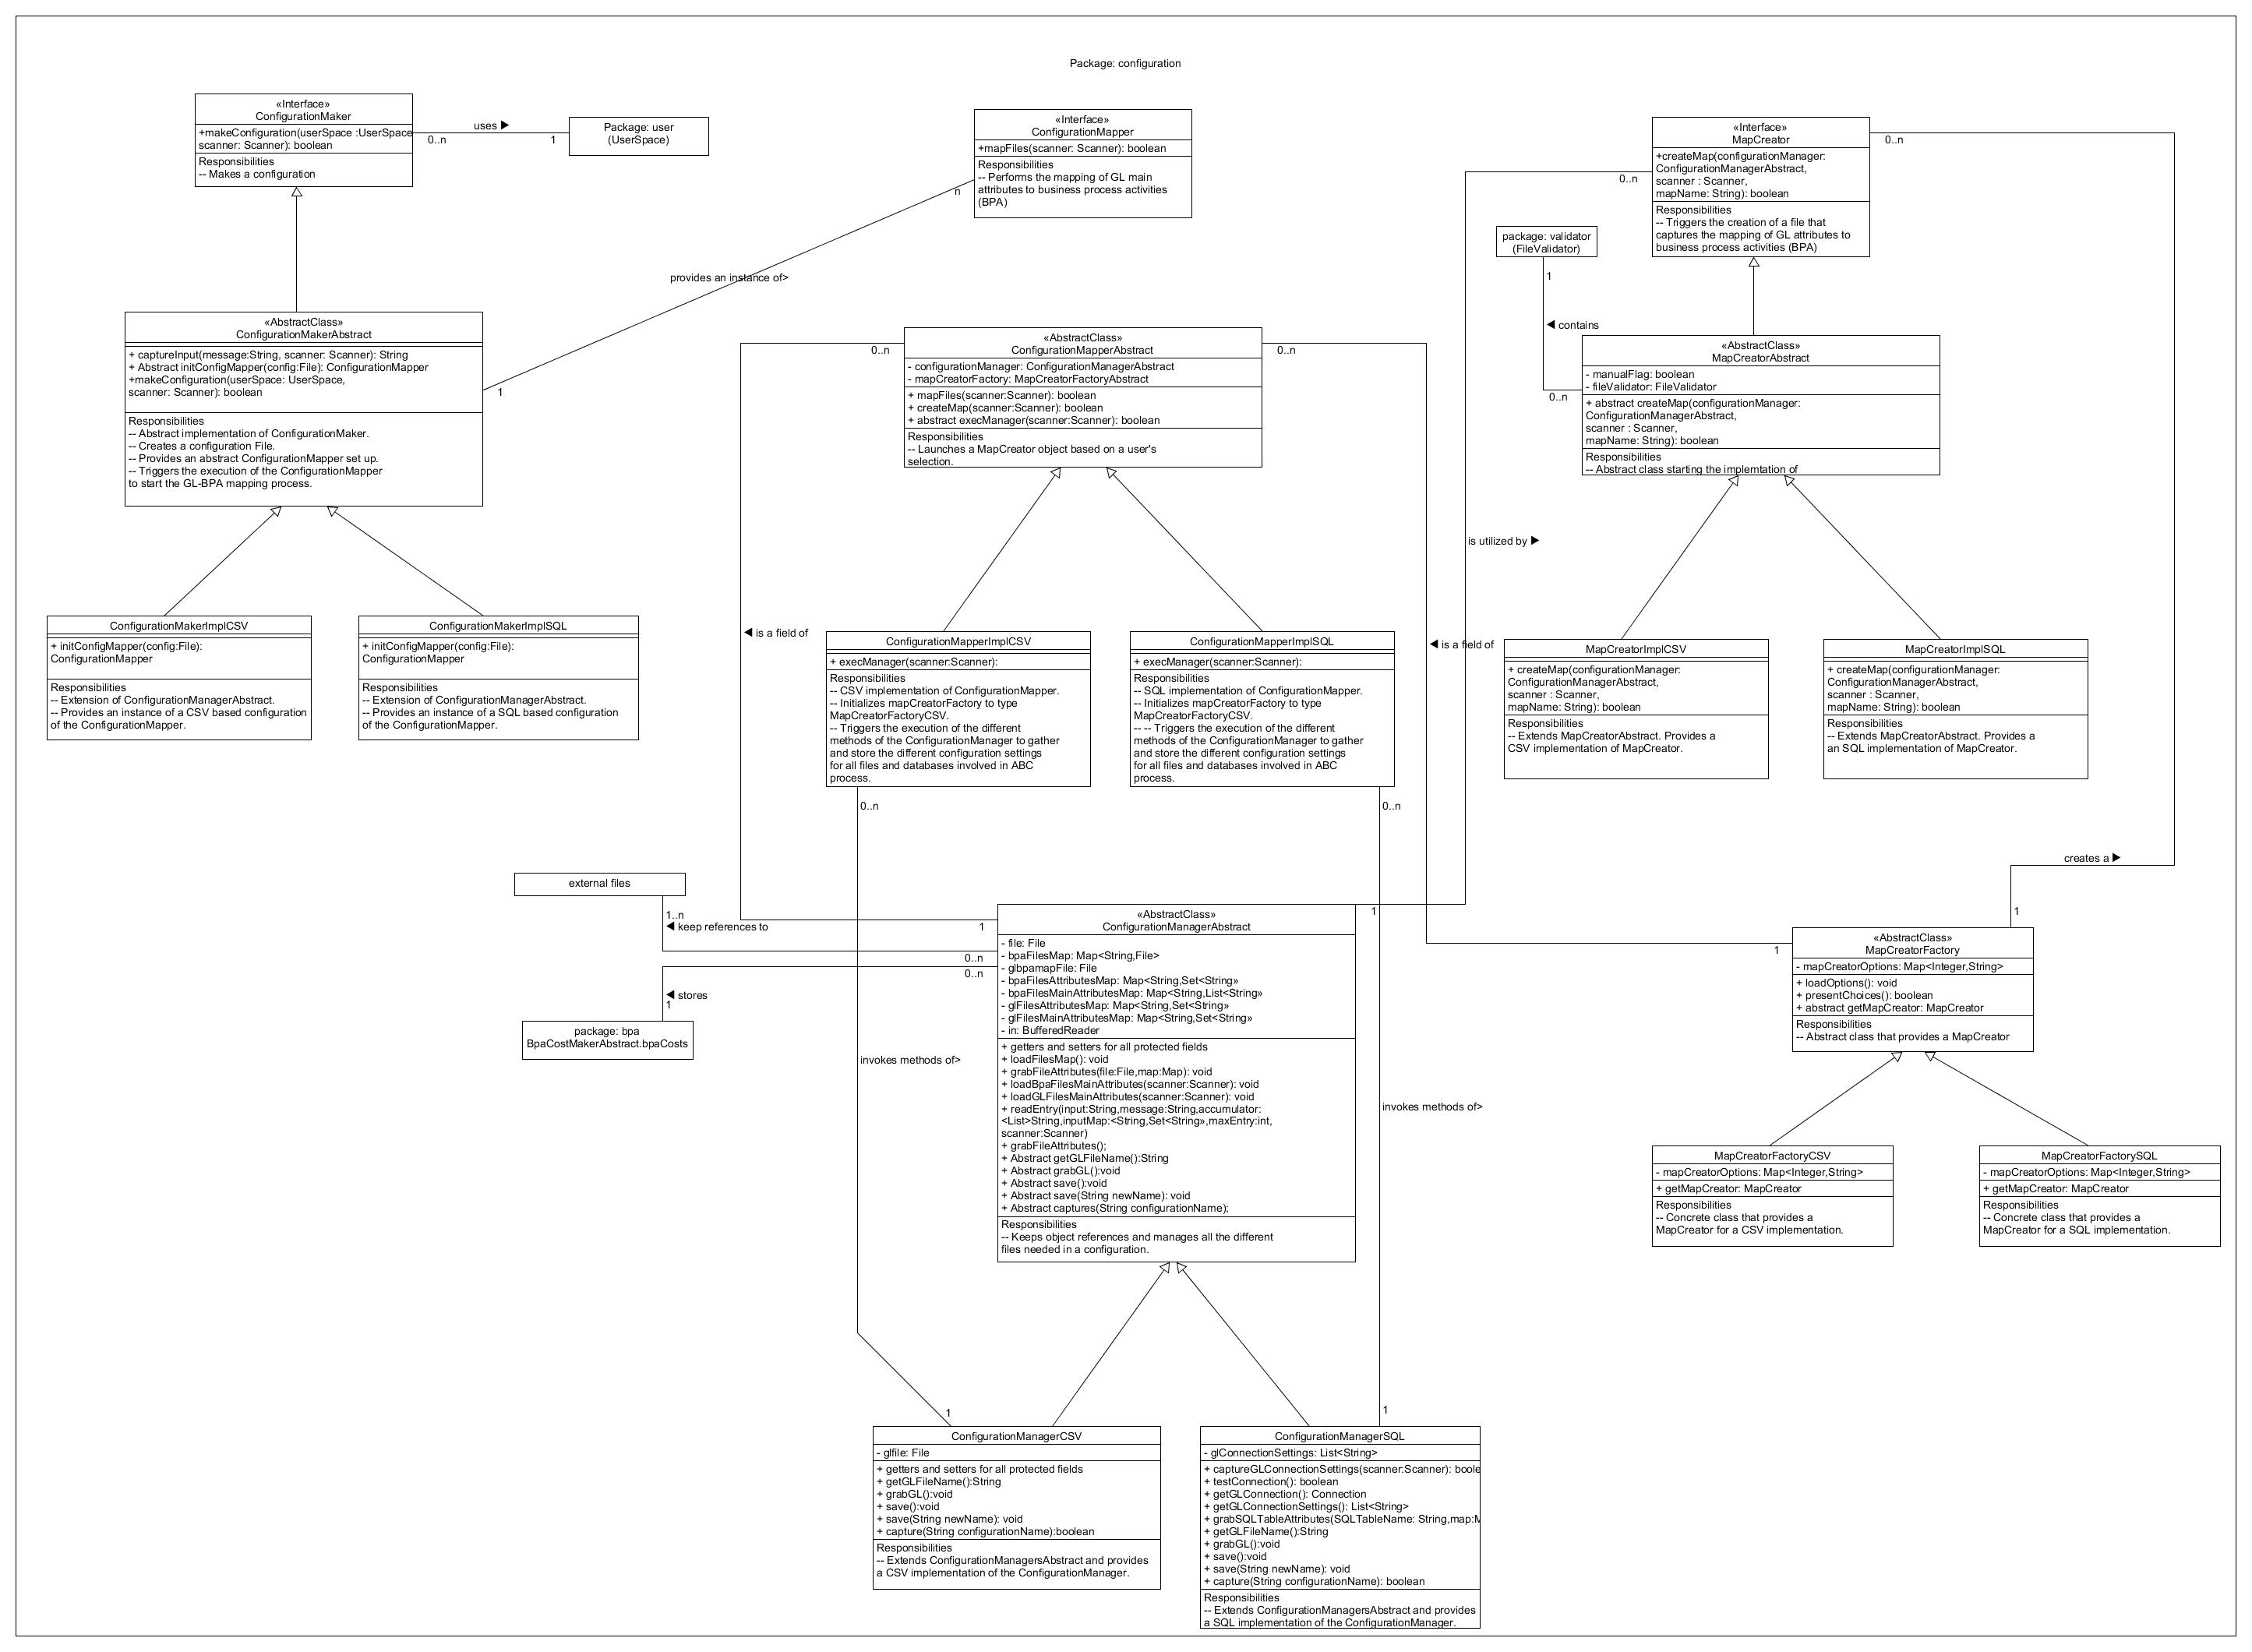 Package: configuration
«Interface»
ConfigurationMaker
+makeConfiguration(userSpace :UserSpace
scanner: Scanner): boolean
Responsibilities
-- Makes a configuration
uses ▶
0..n
1
Package: user
(UserSpace)
«Interface»
ConfigurationMapper
+mapFiles(scanner: Scanner): boolean
Responsibilities
-- Performs the mapping of GL main
attributes to business process activities
(BPA)
n
provides an instance of>
1
«Interface»
MapCreator
+createMap(configurationManager:
ConfigurationManagerAbstract,
scanner : Scanner,
mapName: String): boolean
Responsibilities
-- Triggers the creation of a file that
captures the mapping of GL attributes to
business process activities (BPA)
0..n
0..n
package: validator
(FileValidator)
1
◀ contains
0..n
«AbstractClass»
ConfigurationMakerAbstract
+ captureInput(message:String, scanner: Scanner): String
+ Abstract initConfigMapper(config:File): ConfigurationMapper
+makeConfiguration(userSpace: UserSpace,
scanner: Scanner): boolean
Responsibilities
-- Abstract implementation of ConfigurationMaker.
-- Creates a configuration File.
-- Provides an abstract ConfigurationMapper set up.
-- Triggers the execution of the ConfigurationMapper
to start the GL-BPA mapping process.
0..n
«AbstractClass»
ConfigurationMapperAbstract
- configurationManager: ConfigurationManagerAbstract
- mapCreatorFactory: MapCreatorFactoryAbstract
+ mapFiles(scanner:Scanner): boolean
+ createMap(scanner:Scanner): boolean
+ abstract execManager(scanner:Scanner): boolean
Responsibilities
-- Launches a MapCreator object based on a user's
selection.
0..n
«AbstractClass»
MapCreatorAbstract
- manualFlag: boolean
- fileValidator: FileValidator
+ abstract createMap(configurationManager:
ConfigurationManagerAbstract,
scanner : Scanner,
mapName: String): boolean
Responsibilities
-- Abstract class starting the implemtation of
is utilized by ▶
ConfigurationMakerImplCSV
+ initConfigMapper(config:File):
ConfigurationMapper
Responsibilities
-- Extension of ConfigurationManagerAbstract.
-- Provides an instance of a CSV based configuration
of the ConfigurationMapper.
ConfigurationMakerImplSQL
+ initConfigMapper(config:File):
ConfigurationMapper
Responsibilities
-- Extension of ConfigurationManagerAbstract.
-- Provides an instance of a SQL based configuration
of the ConfigurationMapper.
◀ is a field of
ConfigurationMapperImplCSV
+ execManager(scanner:Scanner):
Responsibilities
-- CSV implementation of ConfigurationMapper.
-- Initializes mapCreatorFactory to type
MapCreatorFactoryCSV.
-- Triggers the execution of the different
methods of the ConfigurationManager to gather
and store the different configuration settings
for all files and databases involved in ABC
process.
0..n
ConfigurationMapperImplSQL
+ execManager(scanner:Scanner):
Responsibilities
-- SQL implementation of ConfigurationMapper.
-- Initializes mapCreatorFactory to type
MapCreatorFactoryCSV.
-- -- Triggers the execution of the different
methods of the ConfigurationManager to gather
and store the different configuration settings
for all files and databases involved in ABC
process.
0..n
◀ is a field of
MapCreatorImplCSV
+ createMap(configurationManager:
ConfigurationManagerAbstract,
scanner : Scanner,
mapName: String): boolean
Responsibilities
-- Extends MapCreatorAbstract. Provides a
CSV implementation of MapCreator.
MapCreatorImplSQL
+ createMap(configurationManager:
ConfigurationManagerAbstract,
scanner : Scanner,
mapName: String): boolean
Responsibilities
-- Extends MapCreatorAbstract. Provides a
an SQL implementation of MapCreator.
creates a ▶
1
external files
1..n
◀ keep references to
1
0..n
0..n
◀ stores
1
package: bpa
BpaCostMakerAbstract.bpaCosts
invokes methods of>
«AbstractClass»
ConfigurationManagerAbstract
- file: File
- bpaFilesMap: Map<String,File>
- glbpamapFile: File
- bpaFilesAttributesMap: Map<String,Set<String»
- bpaFilesMainAttributesMap: Map<String,List<String»
- glFilesAttributesMap: Map<String,Set<String»
- glFilesMainAttributesMap: Map<String,Set<String»
- in: BufferedReader
+ getters and setters for all protected fields
+ loadFilesMap(): void
+ grabFileAttributes(file:File,map:Map): void
+ loadBpaFilesMainAttributes(scanner:Scanner): void
+ loadGLFilesMainAttributes(scanner:Scanner): void
+ readEntry(input:String,message:String,accumulator:
<List>String,inputMap:<String,Set<String»,maxEntry:int,
scanner:Scanner)
+ grabFileAttributes();
+ Abstract getGLFileName():String
+ Abstract grabGL():void
+ Abstract save():void
+ Abstract save(String newName): void
+ Abstract captures(String configurationName);
Responsibilities
-- Keeps object references and manages all the different
files needed in a configuration.
1
invokes methods of>
1
«AbstractClass»
MapCreatorFactory
- mapCreatorOptions: Map<Integer,String>
+ loadOptions(): void
+ presentChoices(): boolean
+ abstract getMapCreator: MapCreator
Responsibilities
-- Abstract class that provides a MapCreator
MapCreatorFactoryCSV
- mapCreatorOptions: Map<Integer,String>
+ getMapCreator: MapCreator
Responsibilities
-- Concrete class that provides a
MapCreator for a CSV implementation.
MapCreatorFactorySQL
- mapCreatorOptions: Map<Integer,String>
+ getMapCreator: MapCreator
Responsibilities
-- Concrete class that provides a
MapCreator for a SQL implementation.
1
ConfigurationManagerCSV
- glfile: File
+ getters and setters for all protected fields
+ getGLFileName():String
+ grabGL():void
+ save():void
+ save(String newName): void
+ capture(String configurationName):boolean
Responsibilities
-- Extends ConfigurationManagersAbstract and provides
a CSV implementation of the ConfigurationManager.
1
ConfigurationManagerSQL
- glConnectionSettings: List<String>
+ captureGLConnectionSettings(scanner:Scanner): boole
+ testConnection(): boolean
+ getGLConnection(): Connection
+ getGLConnectionSettings(): List<String>
+ grabSQLTableAttributes(SQLTableName: String,map:M
+ getGLFileName():String
+ grabGL():void
+ save():void
+ save(String newName): void
+ capture(String configurationName): boolean
Responsibilities
-- Extends ConfigurationManagersAbstract and provides
a SQL implementation of the ConfigurationManager.